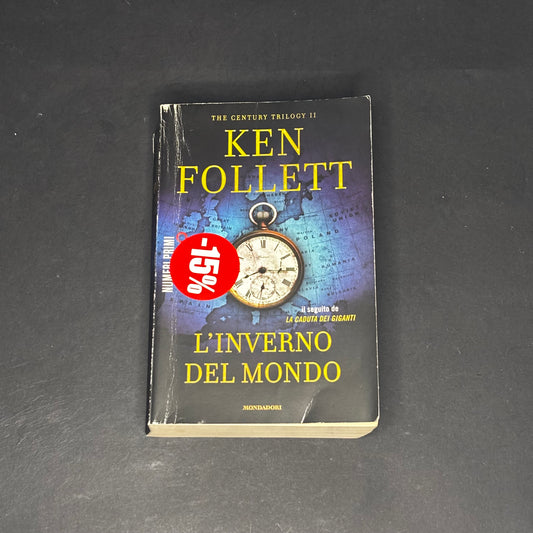 THE CENTURY TRILOGY II
KEN
FOLLETT
NUMERI PRIMI
-15%
il seguito de
LA CADUTA DEI GIGANTI
L'INVERNO
DEL MONDO
MONDADORI